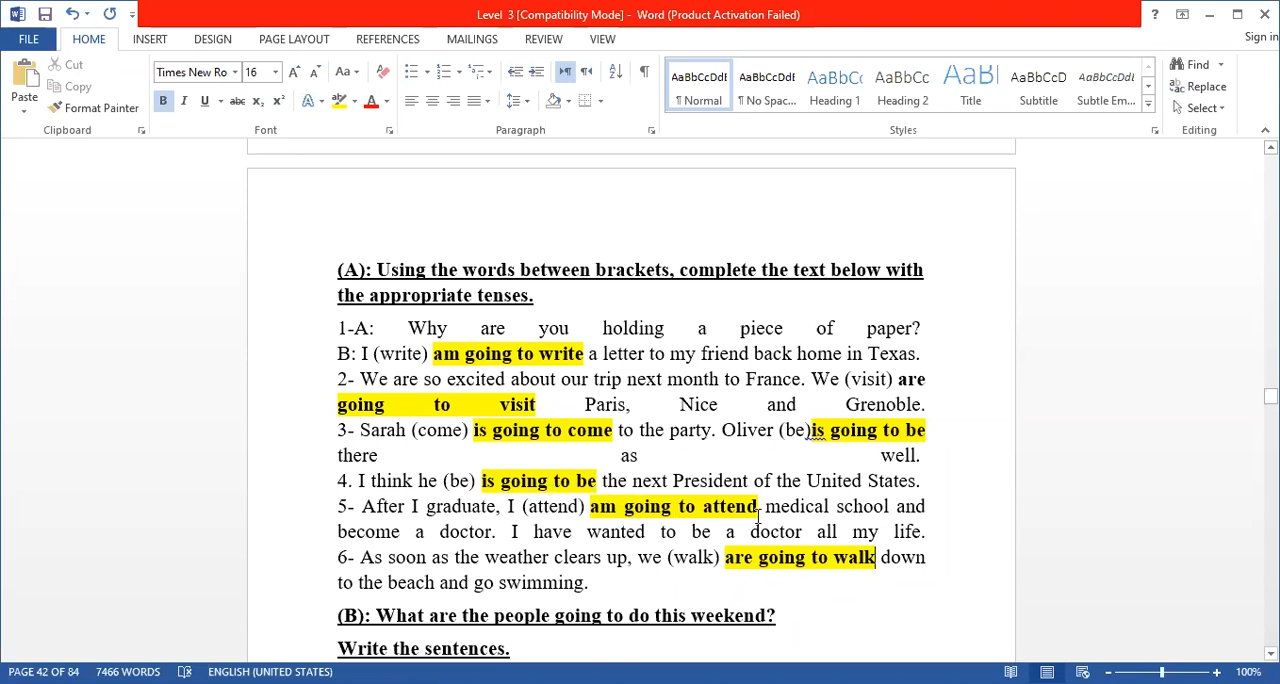 Level 3 [Compatibility Mode] - Word (Product Activation Failed)
FILE HOME INSERT DESIGN PAGE LAYOUT REFERENCES MAILINGS REVIEW VIEW Sign in
Paste Cut Copy Format Painter
Times New Ro 16
AaBbCcDdI AaBbCcDdI AaBbCc AaBbCc AaBl AaBbCcD AaBbCcDdI
¶ Normal ¶ No Spac... Heading 1 Heading 2 Title Subtitle Subtle Em...
Find Replace Select
Clipboard Font Paragraph Styles Editing
(A): Using the words between brackets, complete the text below with
the appropriate tenses.
1-A: Why are you holding a piece of paper?
B: I (write) am going to write a letter to my friend back home in Texas.
2- We are so excited about our trip next month to France. We (visit) are
going to visit Paris, Nice and Grenoble.
3- Sarah (come) is going to come to the party. Oliver (be)is going to be
there as well.
4. I think he (be) is going to be the next President of the United States.
5- After I graduate, I (attend) am going to attend medical school and
become a doctor. I have wanted to be a doctor all my life.
6- As soon as the weather clears up, we (walk) are going to walk down
to the beach and go swimming.
(B): What are the people going to do this weekend?
Write the sentences.
PAGE 42 OF 84 7466 WORDS ENGLISH (UNITED STATES) 100%